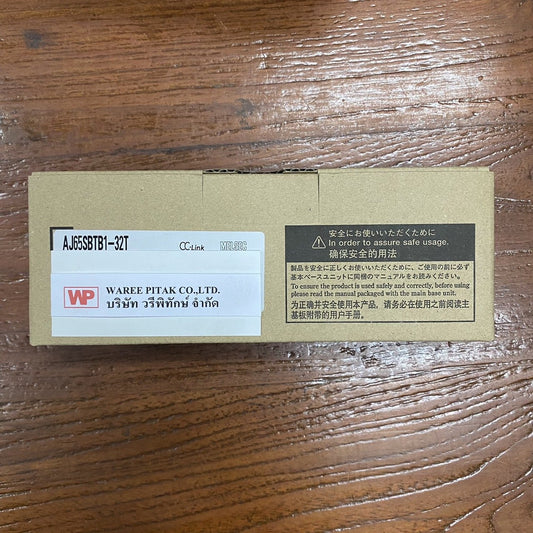 AJ65SBTB1-32T
CC-Link
MELSEC
WP
WAREE PITAK CO.,LTD.
บริษัท วรีพิทักษ์ จำกัด
安全にお使いいただくために
In order to assure safe usage.
确保安全的用法
製品を安全に正しくお使いいただくために、ご使用の前に必ず
基本ベースユニットに同梱のマニュアルをお読みください。
To ensure the product is used safely and correctly, before using
please read the manual packaged with the main base unit.
为正确并安全使用本产品，请务必在使用之前阅读主
基板附带的用户手册。